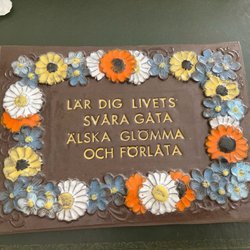 LÄR DIG LIVETS
SVÅRA GÅTA
ÄLSKA GLÖMMA
OCH FÖRLÅTA